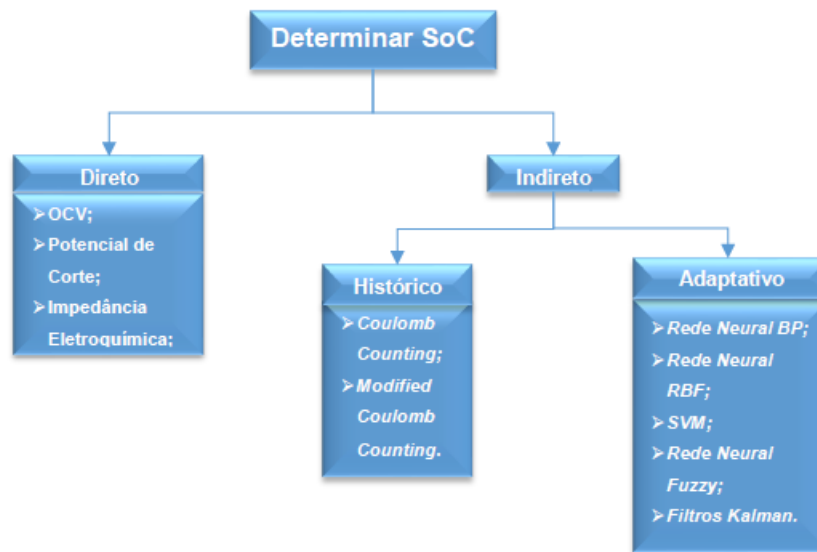 Determinar SoC
Direto
➢OCV;
➢Potencial de
Corte;
➢Impedância
Eletroquímica;
Indireto
Histórico
➢Coulomb
Counting;
➢Modified
Coulomb
Counting.
Adaptativo
➢Rede Neural BP;
➢Rede Neural
RBF;
➢SVM;
➢Rede Neural
Fuzzy;
➢Filtros Kalman.